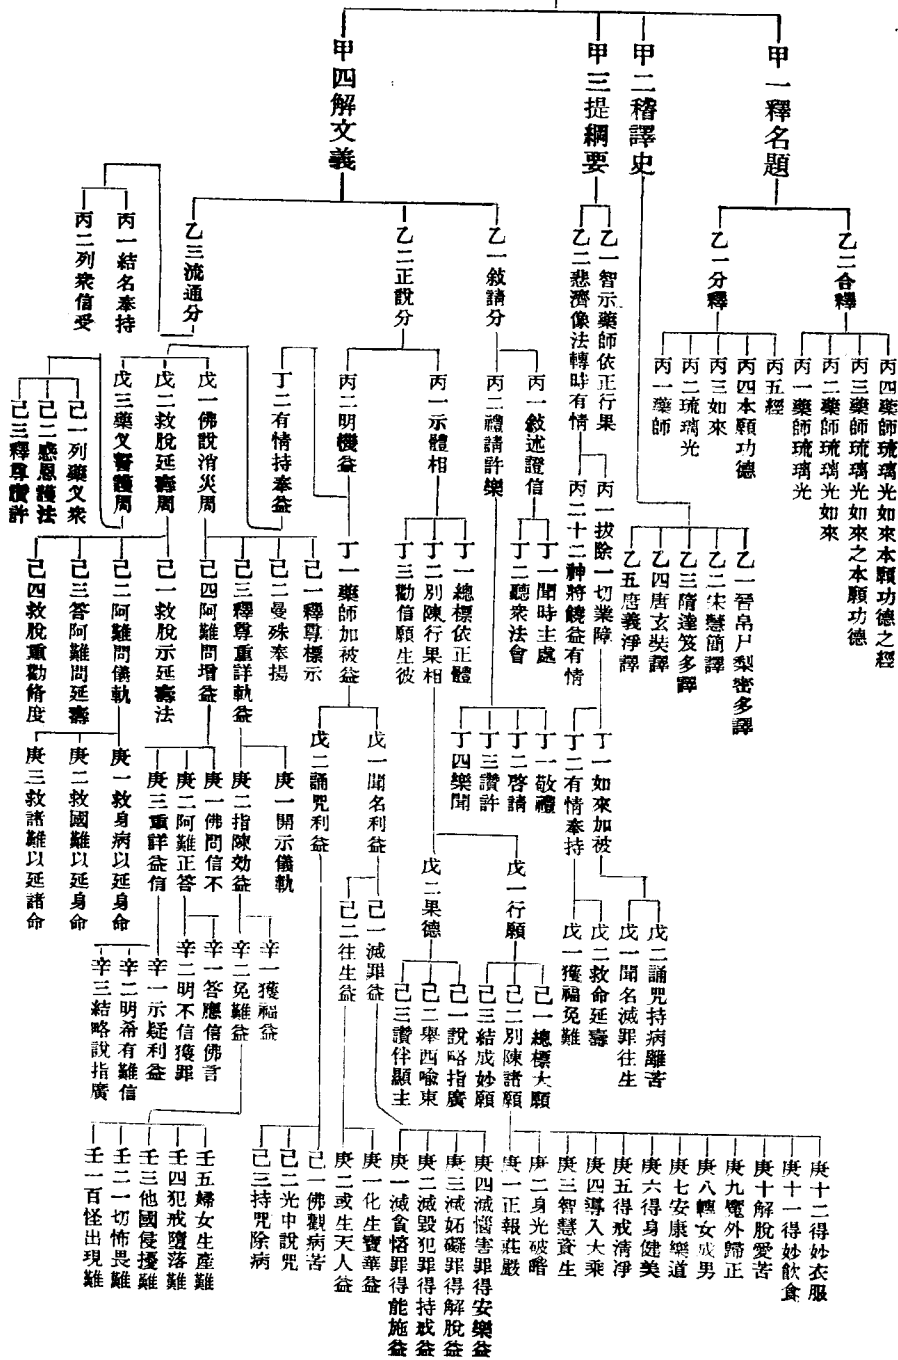 甲一釋名題
甲二稽譯史
甲三提綱要
甲四解文義
乙二合釋
乙一分釋
丙四藥師琉璃光如來本願功德之經
丙三藥師琉璃光如來之本願功德
丙二藥師琉璃光如來
丙一藥師琉璃光
丙五經
丙四本願功德
丙三如來
丙二琉璃光
丙一藥師
乙一晉帛尸梨密多譯
乙二宋慧簡譯
乙三隋達笈多譯
乙四唐玄奘譯
乙五唐義淨譯
乙一智示藥師依正行果
乙二悲濟像法轉時有情
丙一拔除一切業障
丙二十二神將饒益有情
丁一如來加被
丁二有情奉持
戊二誦咒持病離苦
戊一聞名滅罪往生
戊二救命延壽
戊一獲福免難
乙一敘請分
乙二正說分
乙三流通分
丙一敘述證信
丙二禮請許樂
丁一聞時主處
丁二聽衆法會
丁一敬禮
丁二啓請
丁三讚許
丁四樂聞
丙一示體相
丙二明機益
丁一總標依正體
丁二別陳行果相
丁三勸信願生彼
戊一行願
戊二果德
己一總標大願
己二別陳諸願
己三結成妙願
己一說略指廣
己二舉西喻東
己三讚伴顯主
庚十二得妙衣服
庚十一得妙飲食
庚十解脫愛苦
庚九魔外歸正
庚八轉女成男
庚七安康樂道
庚六得身健美
庚五得戒清淨
庚四導入大乘
庚三智慧資生
庚二身光破暗
庚一正報莊嚴
丁一藥師加被益
丁二有情持奉益
戊一聞名利益
戊二誦咒利益
己一滅罪益
己二往生益
庚四滅惱害罪得安樂益
庚三滅妬礙罪得解脫益
庚二滅毀犯罪得持戒益
庚一滅貪悋罪得能施益
庚一化生寶華益
庚二或生天人益
己一佛觀病苦
己二光中說咒
己三持咒除病
戊一佛說消災周
戊二救脫延壽周
戊三藥叉誓護周
己一釋尊標示
己二曼殊奉揚
己三釋尊重詳軌益
己四阿難問增益
庚一開示儀軌
庚二指陳効益
辛一獲福益
辛二免難益
壬五婦女生產難
壬四犯戒墮落難
壬三他國侵擾難
壬二一切怖畏難
壬一百怪出現難
庚一佛問信不
庚二阿難正答
庚三重詳益信
辛一答應信佛言
辛二明不信獲罪
辛一示疑利益
辛二明希有難信
辛三結略說指廣
己一救脫示延壽法
己二阿難問儀軌
己三答阿難問延壽
己四救脫重勸脩度
庚一救身病以延身命
庚二救國難以延身命
庚三救諸難以延諸命
己一列藥叉衆
己二感恩護法
己三釋尊讚許
丙一結名奉持
丙二列衆信受